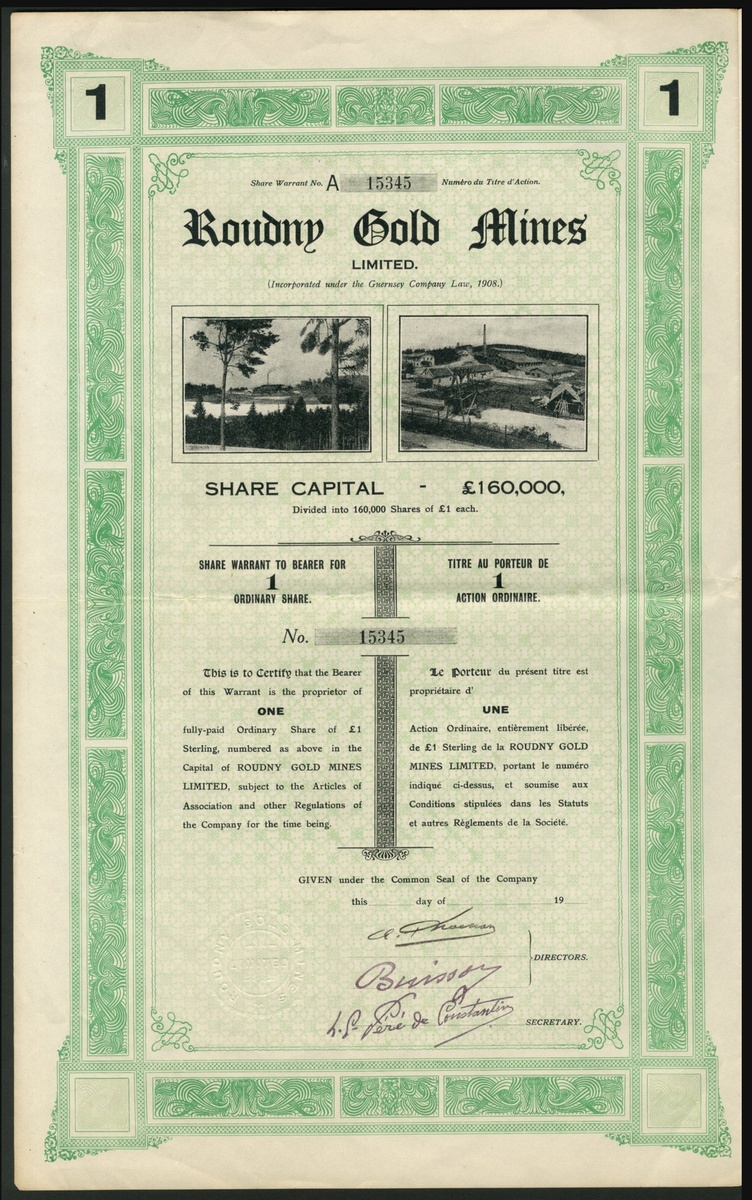 1
1
Share Warrant No. A 15345 Numéro du Titre d'Action.
Roudny Gold Mines
LIMITED.
(Incorporated under the Guernsey Company Law, 1908.)
SHARE CAPITAL - £160,000,
Divided into 160,000 Shares of £1 each.
SHARE WARRANT TO BEARER FOR
1
ORDINARY SHARE.
TITRE AU PORTEUR DE
1
ACTION ORDINAIRE.
No. 15345
This is to Certify that the Bearer
of this Warrant is the proprietor of
ONE
fully-paid Ordinary Share of £1
Sterling, numbered as above in the
Capital of ROUDNY GOLD MINES
LIMITED, subject to the Articles of
Association and other Regulations of
the Company for the time being.
Le Porteur du présent titre est
propriétaire d'
UNE
Action Ordinaire, entièrement libérée,
de £1 Sterling de la ROUDNY GOLD
MINES LIMITED, portant le numéro
indiqué ci-dessus, et soumise aux
Conditions stipulées dans les Statuts
et autres Règlements de la Société.
GIVEN under the Common Seal of the Company
this day of 19
Buisson
DIRECTORS.
Péré de Constantin
SECRETARY.